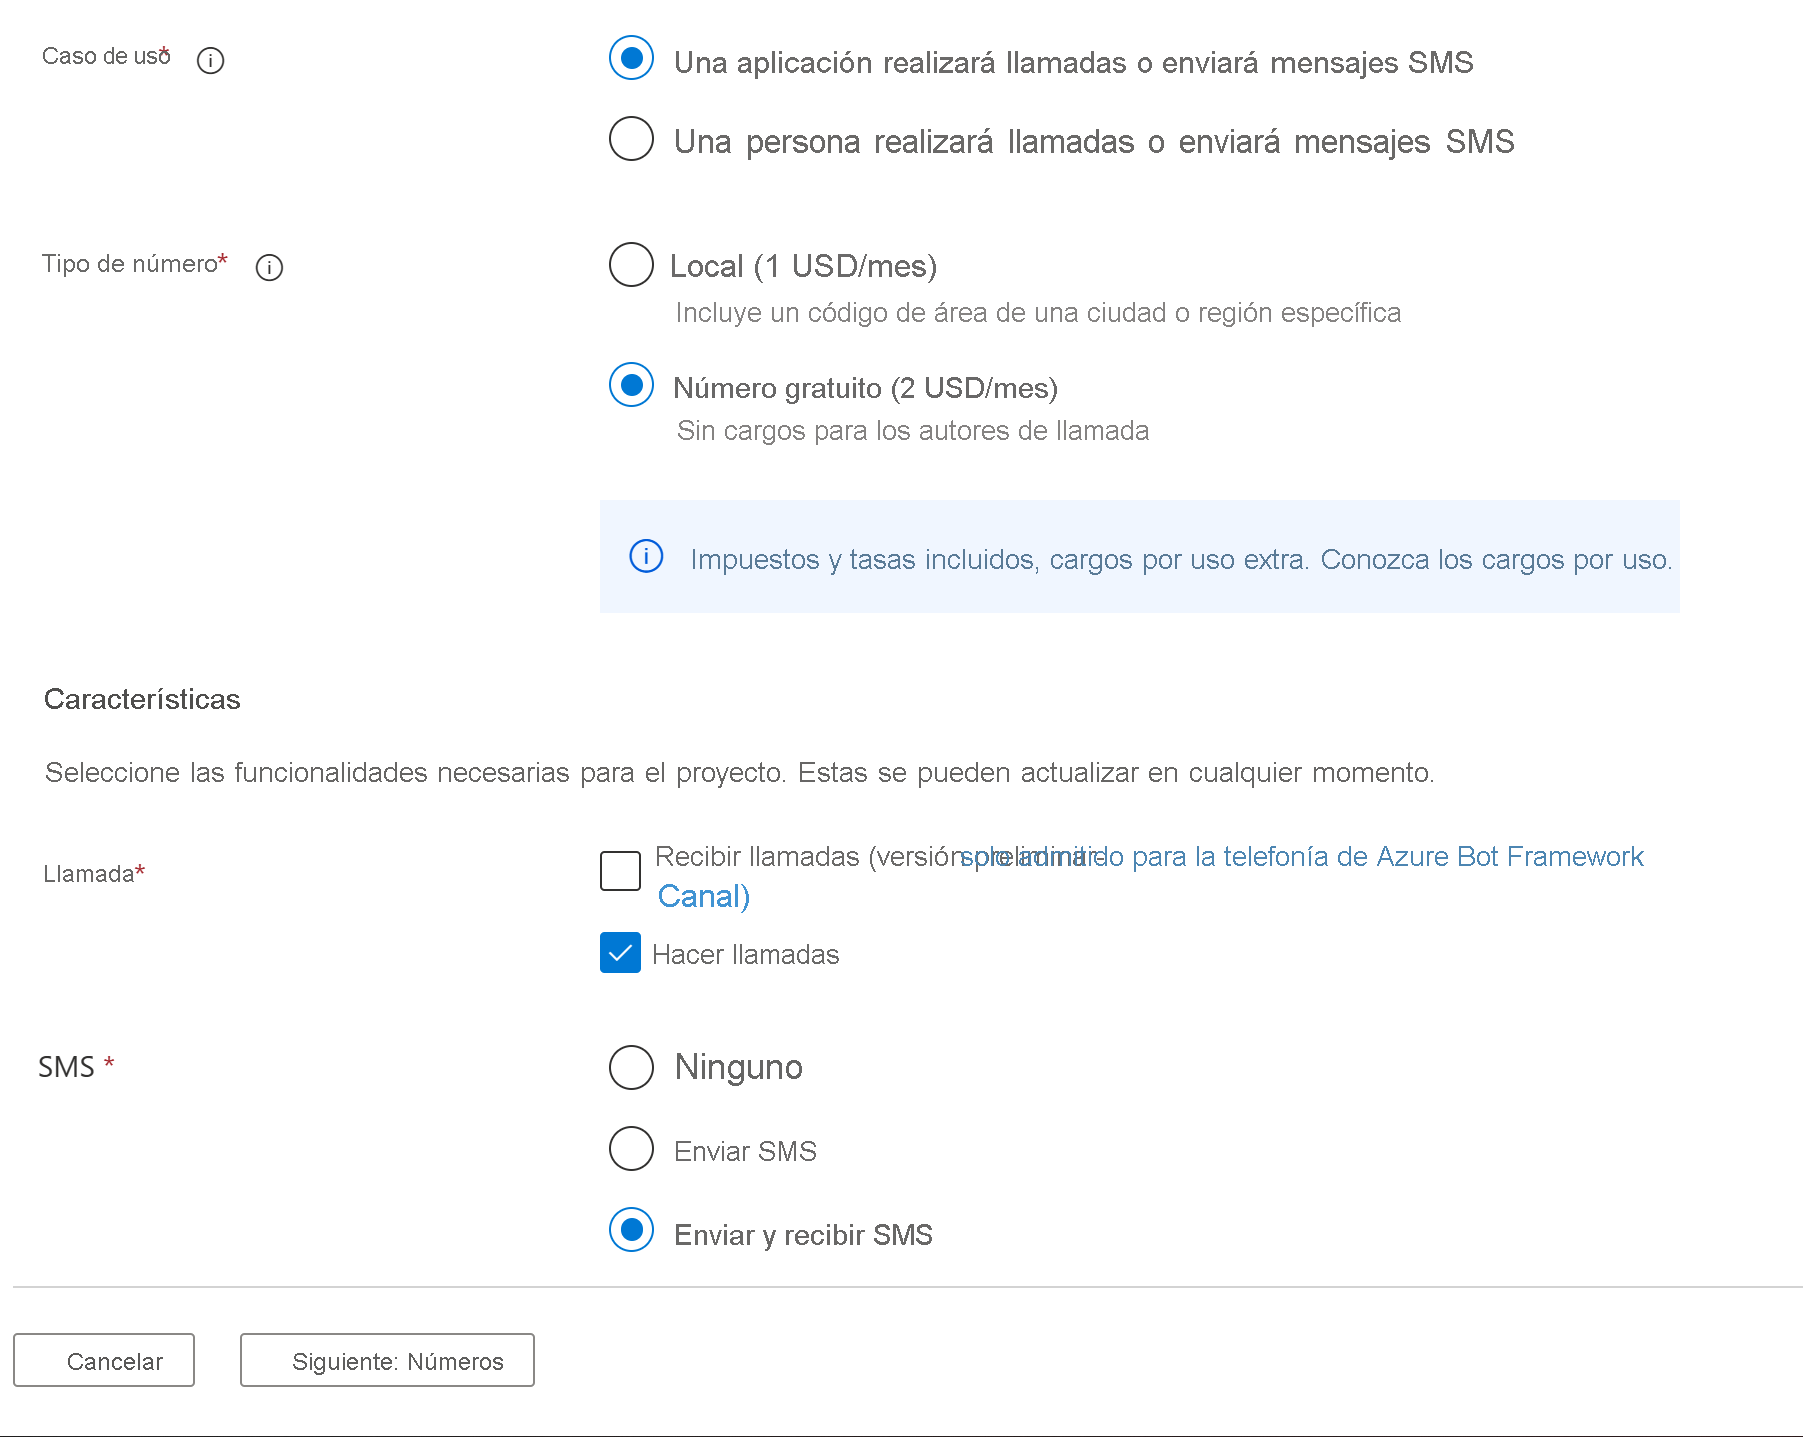 Caso de uso*
Una aplicación realizará llamadas o enviará mensajes SMS
Una persona realizará llamadas o enviará mensajes SMS
Tipo de número*
Local (1 USD/mes)
Incluye un código de área de una ciudad o región específica
Número gratuito (2 USD/mes)
Sin cargos para los autores de llamada
Impuestos y tasas incluidos, cargos por uso extra. Conozca los cargos por uso.
Características
Seleccione las funcionalidades necesarias para el proyecto. Estas se pueden actualizar en cualquier momento.
Llamada*
Recibir llamadas (versión preliminar- solo admitido para la telefonía de Azure Bot Framework
Canal)
Hacer llamadas
SMS *
Ninguno
Enviar SMS
Enviar y recibir SMS
Cancelar
Siguiente: Números